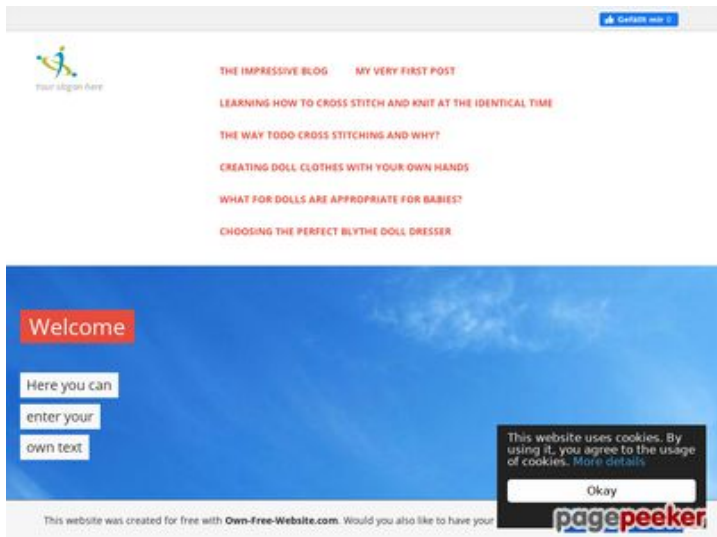 Gefällt mir 0
Your slogan here
THE IMPRESSIVE BLOG MY VERY FIRST POST
LEARNING HOW TO CROSS STITCH AND KNIT AT THE IDENTICAL TIME
THE WAY TODO CROSS STITCHING AND WHY?
CREATING DOLL CLOTHES WITH YOUR OWN HANDS
WHAT FOR DOLLS ARE APPROPRIATE FOR BABIES?
CHOOSING THE PERFECT BLYTHE DOLL DRESSER
Welcome
Here you can
enter your
own text
This website uses cookies. By
using it, you agree to the usage
of cookies. More details
Okay
This website was created for free with Own-Free-Website.com. Would you also like to have your
pagepeeker